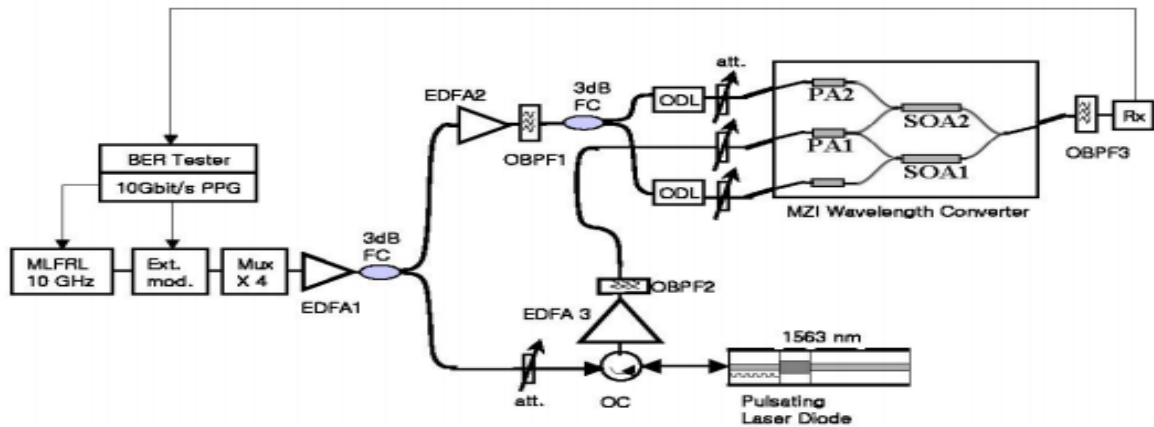 att.
3dB
FC
EDFA2
ODL
PA2
SOA2
Rx
OBPF1
PA1
OBPF3
BER Tester
10Gbit/s PPG
ODL
SOA1
MZI Wavelength Converter
3dB
FC
MLFRL
10 GHz
Ext.
mod.
Mux
X 4
EDFA1
OBPF2
EDFA 3
1563 nm
att.
OC
Pulsating
Laser Diode